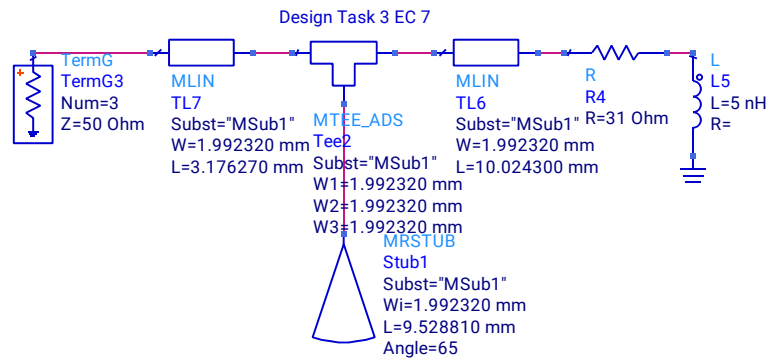 Design Task 3 EC 7
TermG
TermG3
Num=3
Z=50 Ohm
MLIN
TL7
Subst="MSub1"
W=1.992320 mm
L=3.176270 mm
MTEE_ADS
Tee2
Subst="MSub1"
W1=1.992320 mm
W2=1.992320 mm
W3=1.992320 mm
MLIN
TL6
Subst="MSub1"
W=1.992320 mm
L=10.024300 mm
R
R4
R=31 Ohm
L
L5
L=5 nH
R=
MRSTUB
Stub1
Subst="MSub1"
Wi=1.992320 mm
L=9.528810 mm
Angle=65